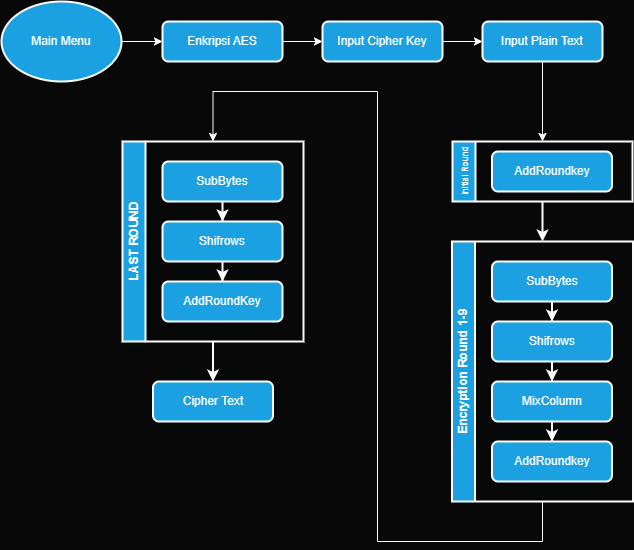 Main Menu
Enkripsi AES
Input Cipher Key
Input Plain Text
Initial Round
AddRoundkey
Encryption Round 1-9
SubBytes
Shifrows
MixColumn
AddRoundkey
LAST ROUND
SubBytes
Shifrows
AddRoundKey
Cipher Text